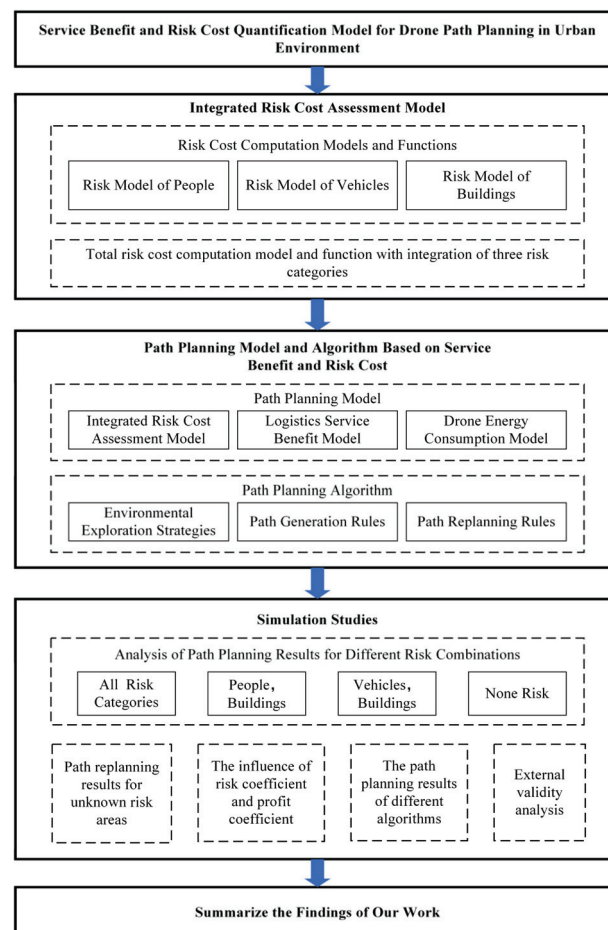 Service Benefit and Risk Cost Quantification Model for Drone Path Planning in Urban
Environment
Integrated Risk Cost Assessment Model
Risk Cost Computation Models and Functions
Risk Model of People
Risk Model of Vehicles
Risk Model of
Buildings
Total risk cost computation model and function with integration of three risk
categories
Path Planning Model and Algorithm Based on Service
Benefit and Risk Cost
Path Planning Model
Integrated Risk Cost
Assessment Model
Logistics Service
Benefit Model
Drone Energy
Consumption Model
Path Planning Algorithm
Environmental
Exploration Strategies
Path Generation Rules
Path Replanning Rules
Simulation Studies
Analysis of Path Planning Results for Different Risk Combinations
All Risk
Categories
People,
Buildings
Vehicles,
Buildings
None Risk
Path replanning
results for
unknown risk
areas
The influence of
risk coefficient
and profit
coefficient
The path
planning results
of different
algorithms
External
validity
analysis
Summarize the Findings of Our Work